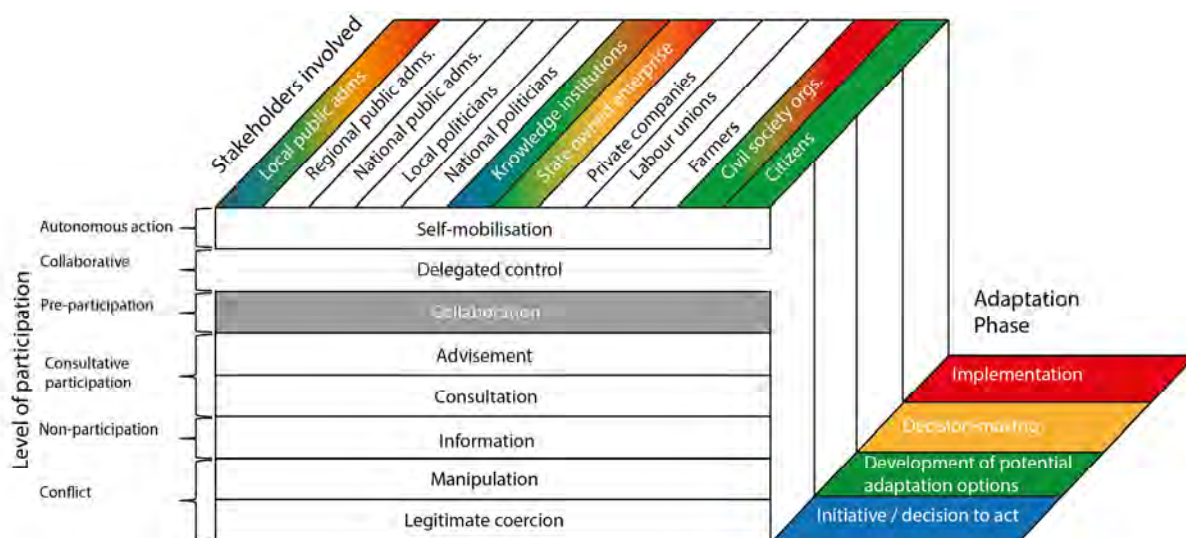 Stakeholders involved
Local public adms.
Regional public adms.
National public adms.
Local politicians
National politicians
Knowledge institutions
State owned enterprise
Private companies
Labour unions
Farmers
Civil society orgs.
Citizens
Level of participation
Autonomous action
Self-mobilisation
Collaborative
Delegated control
Pre-participation
Collaboration
Consultative
participation
Advisement
Consultation
Non-participation
Information
Conflict
Manipulation
Legitimate coercion
Adaptation
Phase
Implementation
Decision-making
Development of potential
adaptation options
Initiative / decision to act